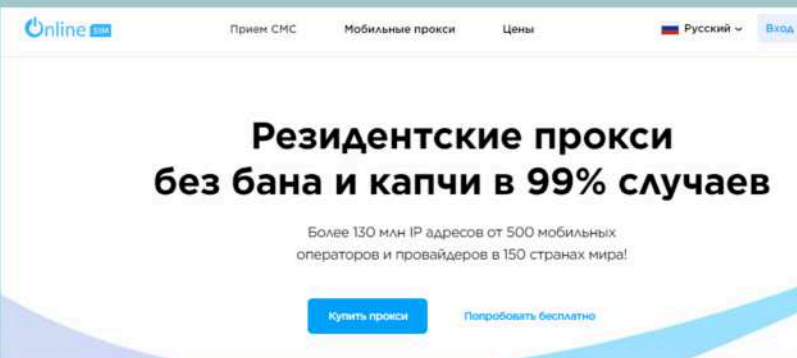 Online SIM
Прием СМС
Мобильные прокси
Цены
Русский
Вход
Резидентские прокси
без бана и капчи в 99% случаев
Более 130 млн IP адресов от 500 мобильных
операторов и провайдеров в 150 странах мира!
Купить прокси
Попробовать бесплатно